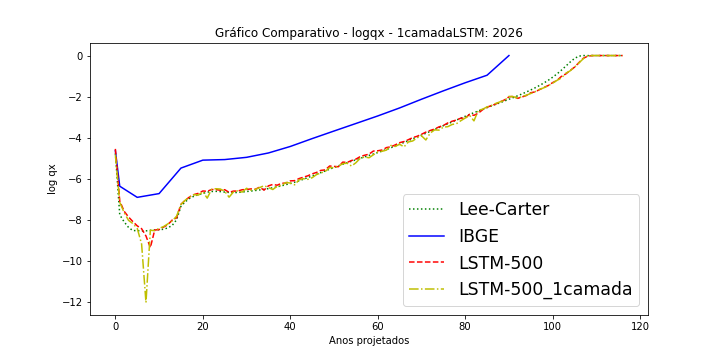 Gráfico Comparativo - logqx - 1camadaLSTM: 2026
log qx
0
−2
−4
−6
−8
−10
−12
0 20 40 60 80 100 120
Anos projetados
Lee-Carter
IBGE
LSTM-500
LSTM-500_1camada